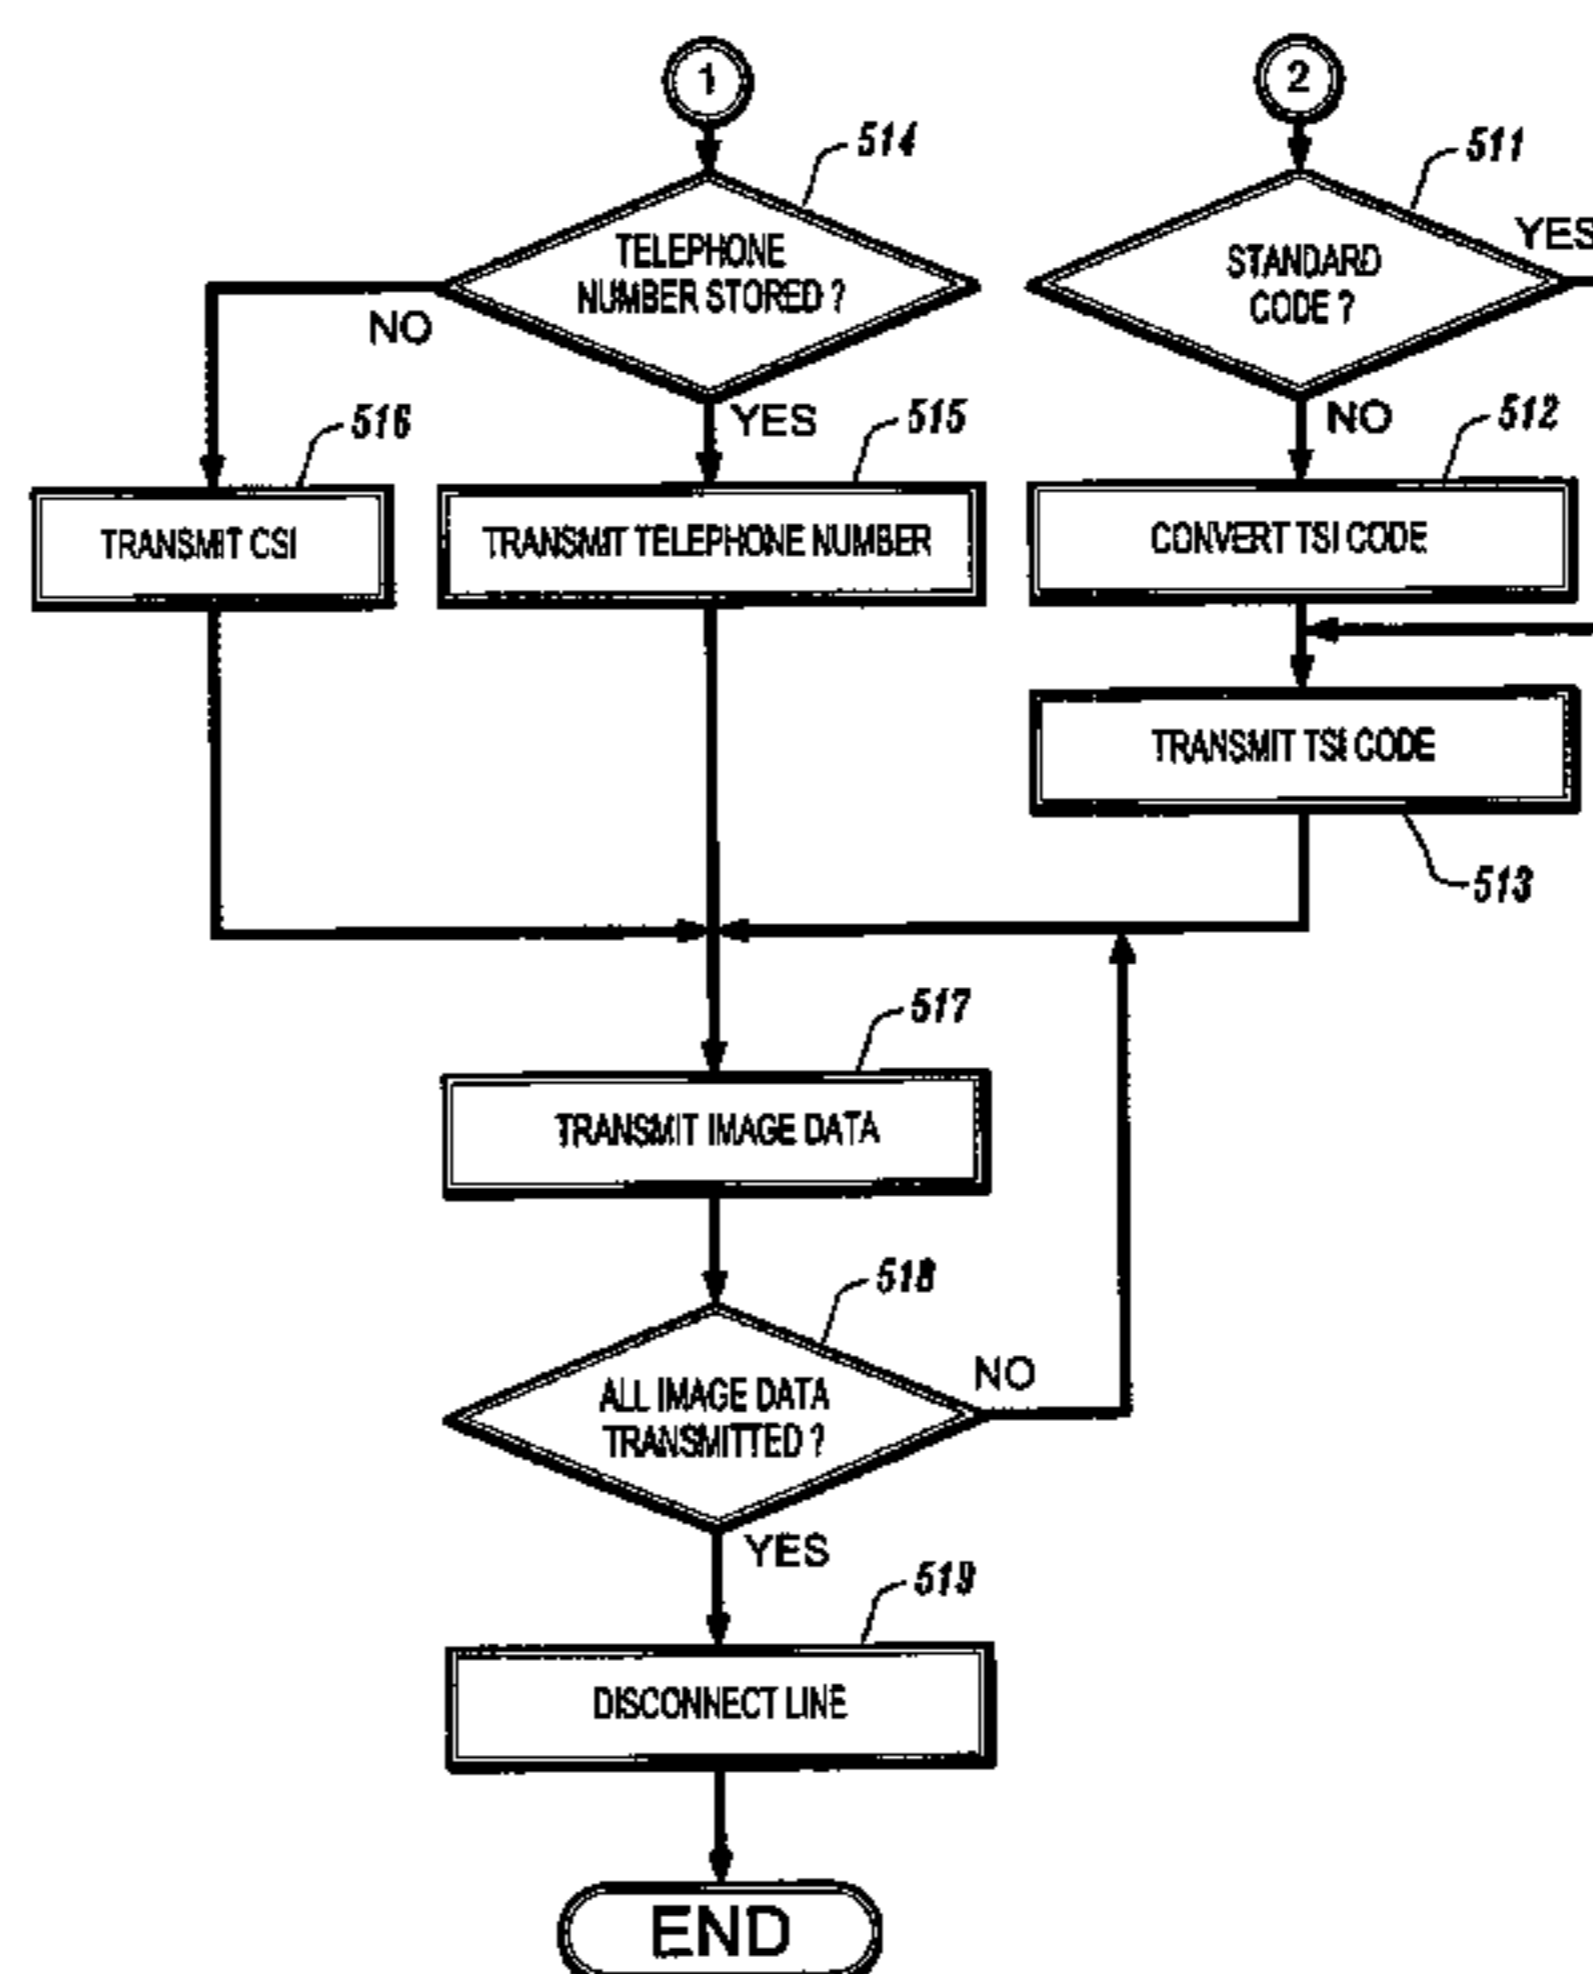 1
2
514
511
TELEPHONE
NUMBER STORED ?
STANDARD
CODE ?
YES
NO
YES
NO
516
515
512
TRANSMIT CSI
TRANSMIT TELEPHONE NUMBER
CONVERT TSI CODE
TRANSMIT TSI CODE
513
517
TRANSMIT IMAGE DATA
518
ALL IMAGE DATA
TRANSMITTED ?
NO
YES
519
DISCONNECT LINE
END